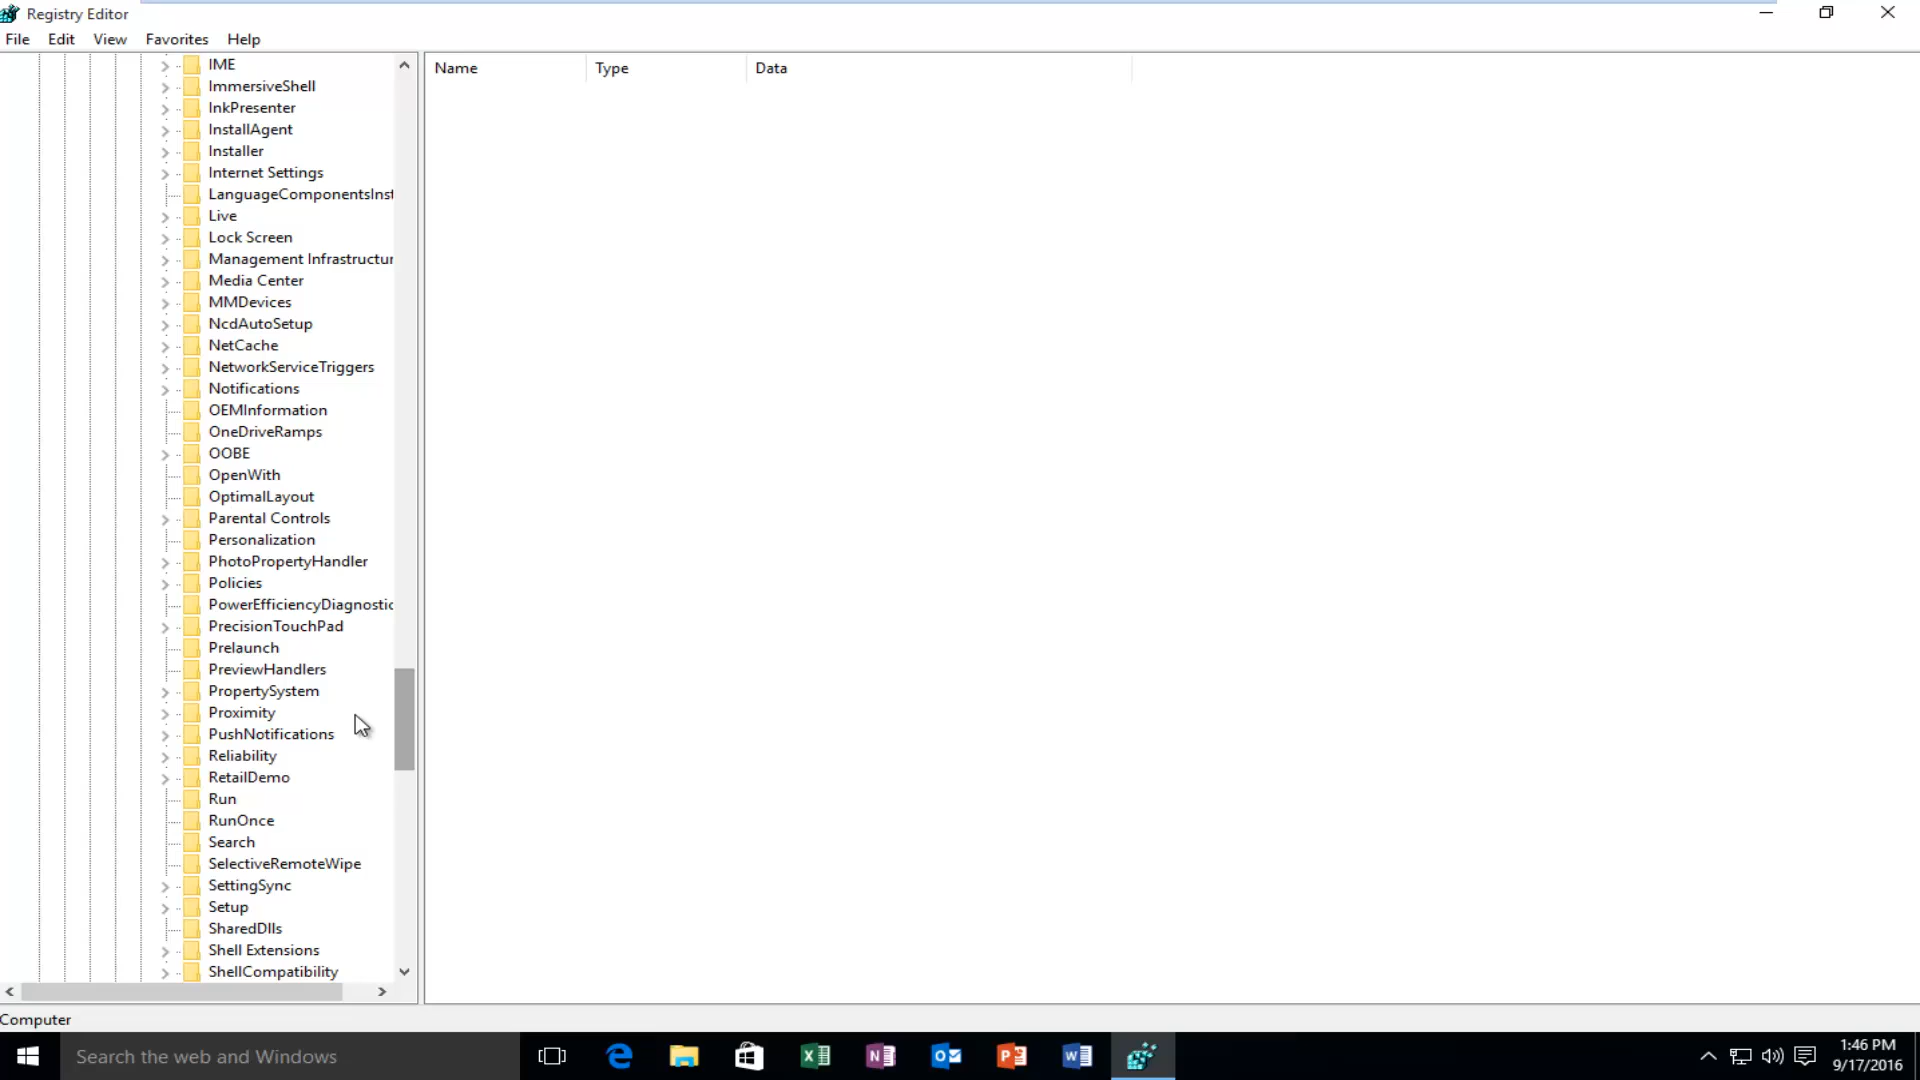 Registry Editor
File Edit View Favorites Help
Name Type Data
IME
ImmersiveShell
InkPresenter
InstallAgent
Installer
Internet Settings
LanguageComponentsInst
Live
Lock Screen
Management Infrastructur
Media Center
MMDevices
NcdAutoSetup
NetCache
NetworkServiceTriggers
Notifications
OEMInformation
OneDriveRamps
OOBE
OpenWith
OptimalLayout
Parental Controls
Personalization
PhotoPropertyHandler
Policies
PowerEfficiencyDiagnostic
PrecisionTouchPad
Prelaunch
PreviewHandlers
PropertySystem
Proximity
PushNotifications
Reliability
RetailDemo
Run
RunOnce
Search
SelectiveRemoteWipe
SettingSync
Setup
SharedDlls
Shell Extensions
ShellCompatibility
Computer
Search the web and Windows
1:46 PM
9/17/2016